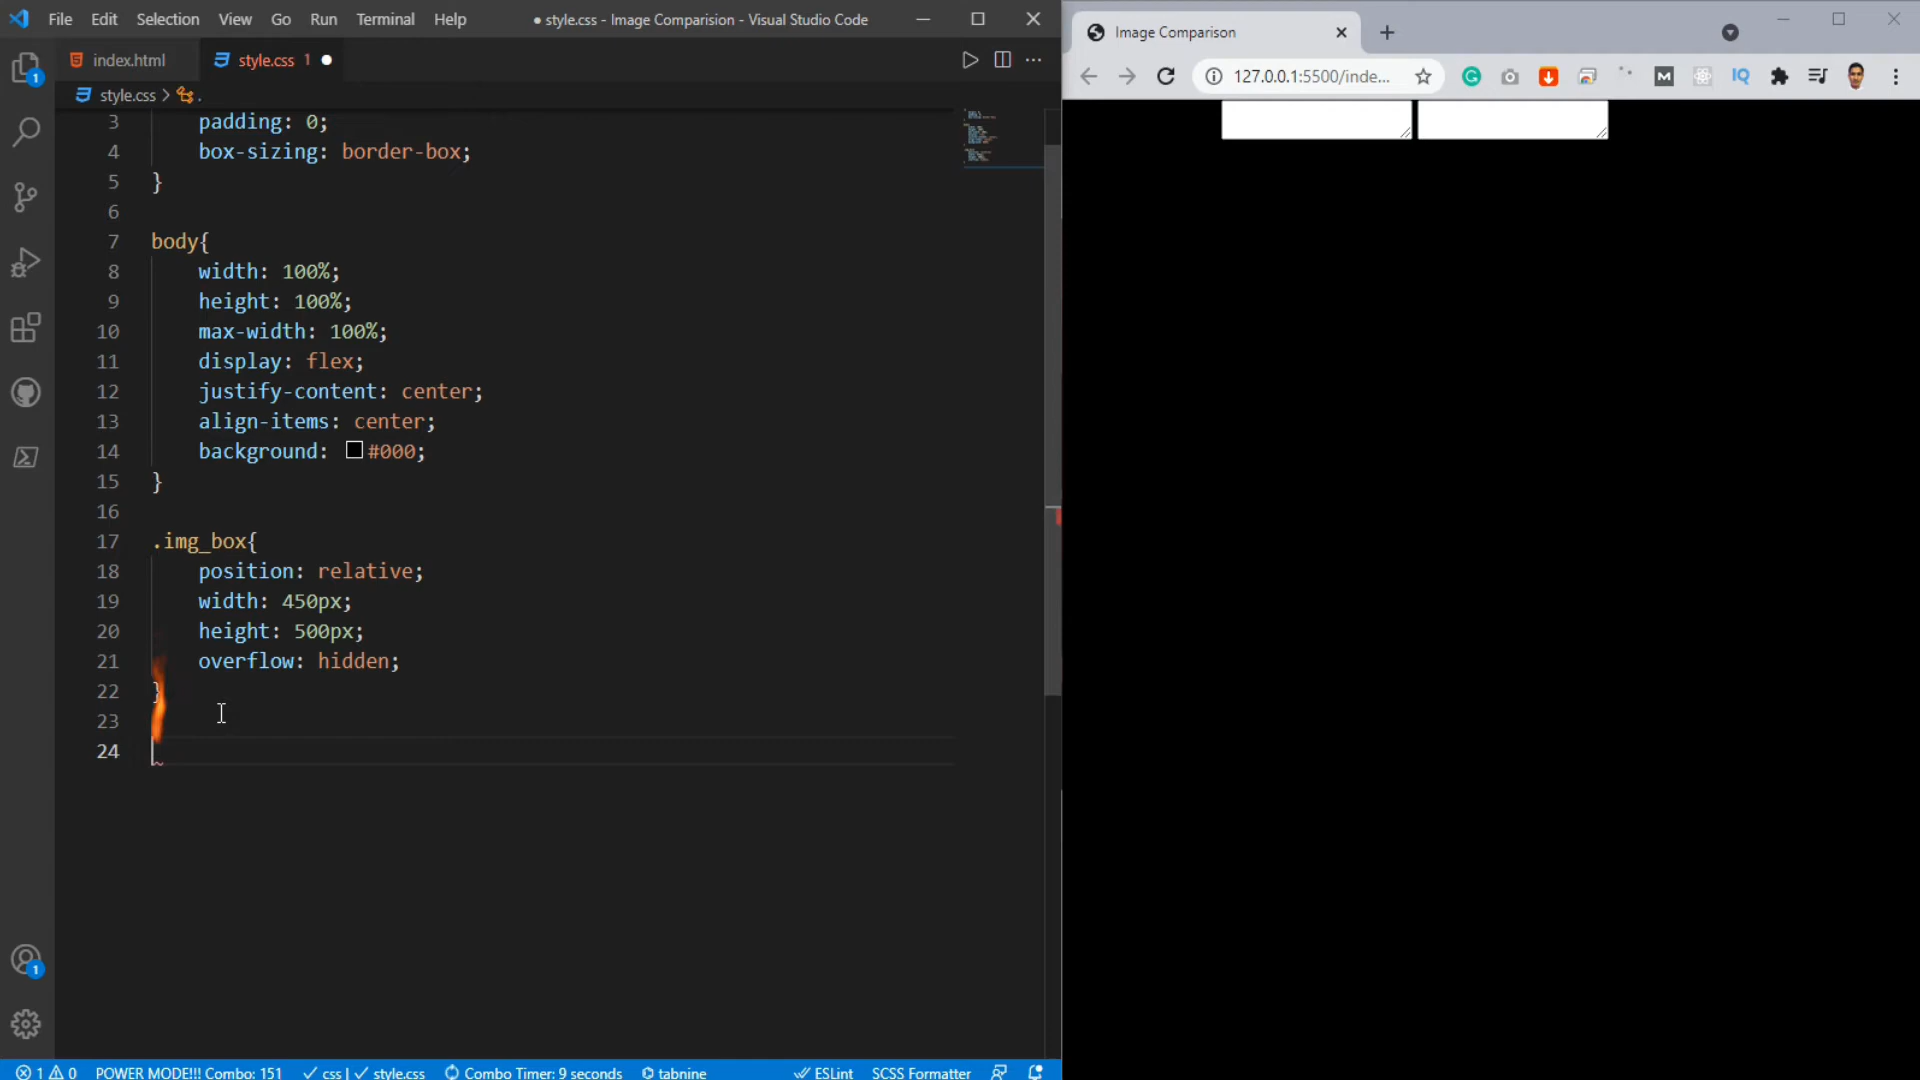 File Edit Selection View Go Run Terminal Help ● style.css - Image Comparision - Visual Studio Code
index.html style.css 1
style.css > .
3 padding: 0;
4 box-sizing: border-box;
5 }
6
7 body{
8 width: 100%;
9 height: 100%;
10 max-width: 100%;
11 display: flex;
12 justify-content: center;
13 align-items: center;
14 background: #000;
15 }
16
17 .img_box{
18 position: relative;
19 width: 450px;
20 height: 500px;
21 overflow: hidden;
22 }
23
24
1
1
1 0 POWER MODE!!! Combo: 151 css | style.css Combo Timer: 9 seconds tabnine ESLint SCSS Formatter
Image Comparison
127.0.0.1:5500/inde...
M IQ